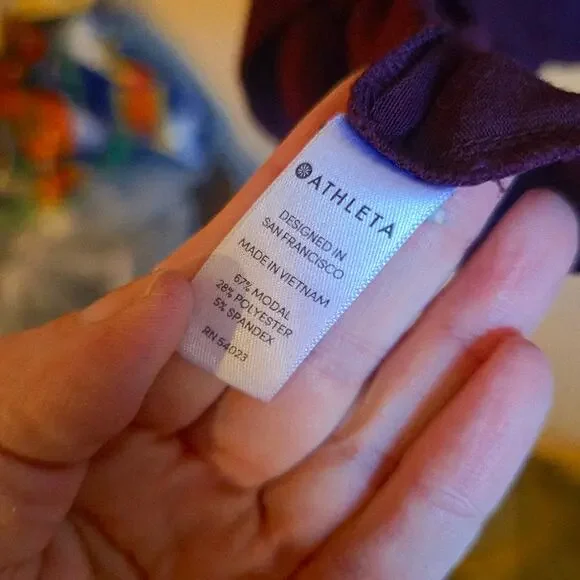 ATHLETA
DESIGNED IN
SAN FRANCISCO
MADE IN VIETNAM
67% MODAL
28% POLYESTER
5% SPANDEX
RN 54023